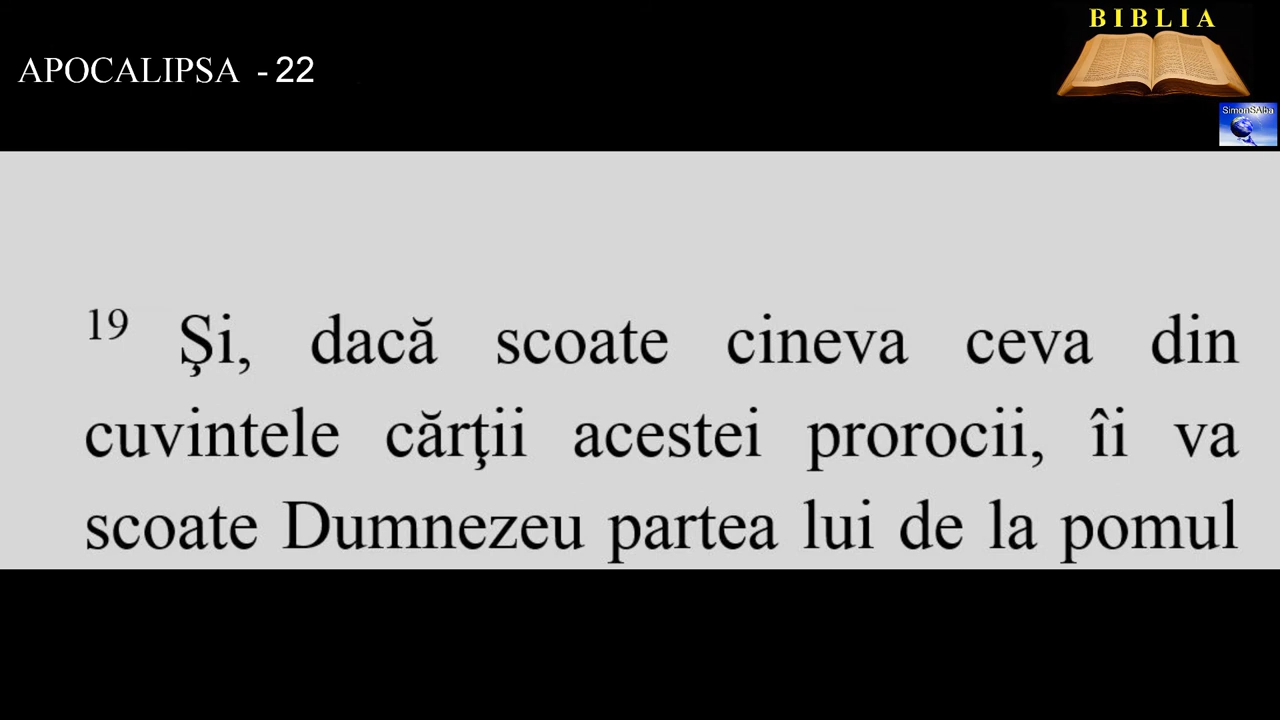 BIBLIA
APOCALIPSA - 22
SimonSAlba
19 Şi, dacă scoate cineva ceva din
cuvintele cărţii acestei prorocii, îi va
scoate Dumnezeu partea lui de la pomul